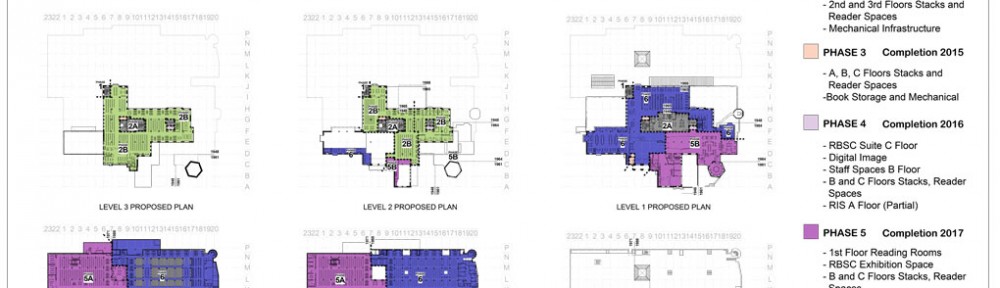 2322 1 2 3 4 5 6 7 8 9 1011121314151617181920
2322 1 2 3 4 5 6 7 8 9 1011121314151617181920
2322 1 2 3 4 5 6 7 8 9 1011121314151617181920
P
N
M
L
K
J
H
G
F
E
D
C
B
A
P
N
M
L
K
J
H
G
F
E
D
C
B
A
P
N
M
L
K
J
H
G
F
E
D
C
B
A
2B
2A
2B
2B
2A
2B
5B
5B
6
6
2A
5B
6
6
LEVEL 3 PROPOSED PLAN
LEVEL 2 PROPOSED PLAN
LEVEL 1 PROPOSED PLAN
2322 1 2 3 4 5 6 7 8 9 1011121314151617181920
2322 1 2 3 4 5 6 7 8 9 1011121314151617181920
2322 1 2 3 4 5 6 7 8 9 1011121314151617181920
P
N
M
L
P
N
M
L
P
N
M
L
5A
5A
- 2nd and 3rd Floors Stacks and
Reader Spaces
- Mechanical Infrastructure
PHASE 3 Completion 2015
- A, B, C Floors Stacks and
Reader Spaces
-Book Storage and Mechanical
PHASE 4 Completion 2016
- RBSC Suite C Floor
- Digital Image
- Staff Spaces B Floor
- B and C Floors Stacks, Reader
Spaces
- RIS A Floor (Partial)
PHASE 5 Completion 2017
- 1st Floor Reading Rooms
- RBSC Exhibition Space
- B and C Floors Stacks, Reader
Spaces